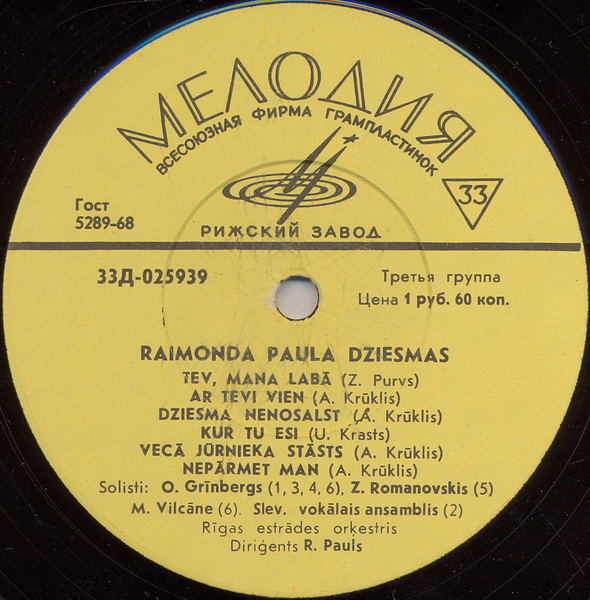 МЕЛОДИЯ
ВСЕСОЮЗНАЯ ФИРМА ГРАМПЛАСТИНОК
33
Гост
5289-68
РИЖСКИЙ ЗАВОД
33Д-025939
Третья группа
Цена 1 руб. 60 коп.
RAIMONDA PAULA DZIESMAS
TEV, MANA LABĀ (Z. Purvs)
AR TEVI VIEN (A. Krūklis)
DZIESMA NENOSALST (A. Krūklis)
KUR TU ESI (U. Krasts)
VECĀ JŪRNIEKA STĀSTS (A. Krūklis)
NEPĀRMET MAN (A. Krūklis)
Solisti: O. Grīnbergs (1, 3, 4, 6), Z. Romanovskis (5)
M. Vilcāne (6). Slev. vokālais ansamblis (2)
Rīgas estrādes orķestris
Diriģents R. Pauls